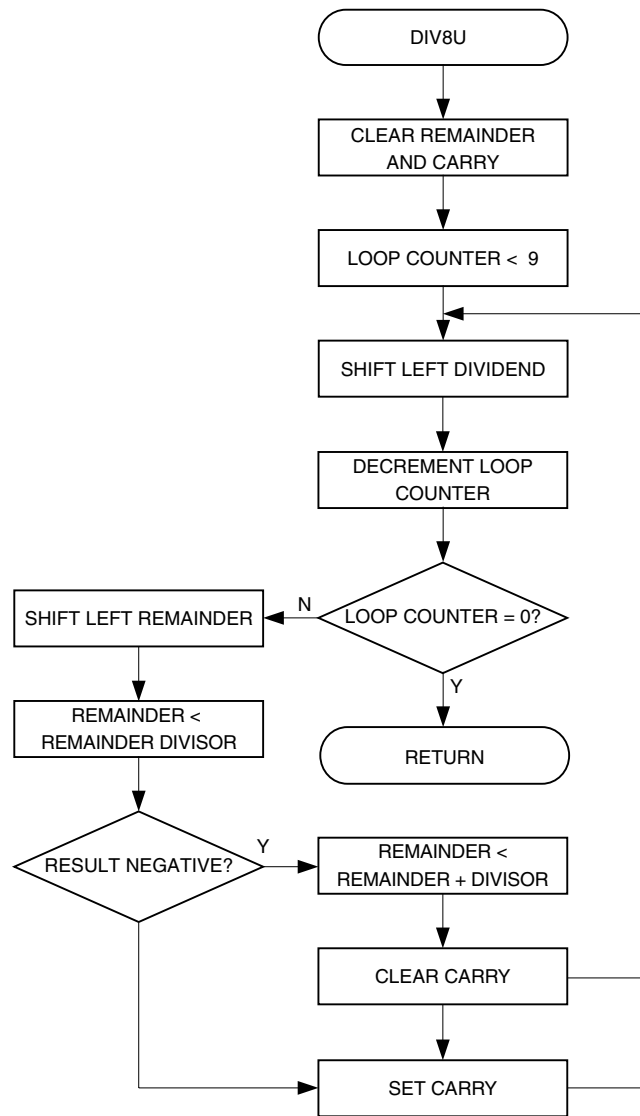 DIV8U
CLEAR REMAINDER
AND CARRY
LOOP COUNTER < 9
SHIFT LEFT DIVIDEND
DECREMENT LOOP
COUNTER
LOOP COUNTER = 0?
N
SHIFT LEFT REMAINDER
Y
REMAINDER <
REMAINDER DIVISOR
RETURN
RESULT NEGATIVE?
Y
REMAINDER <
REMAINDER + DIVISOR
CLEAR CARRY
SET CARRY